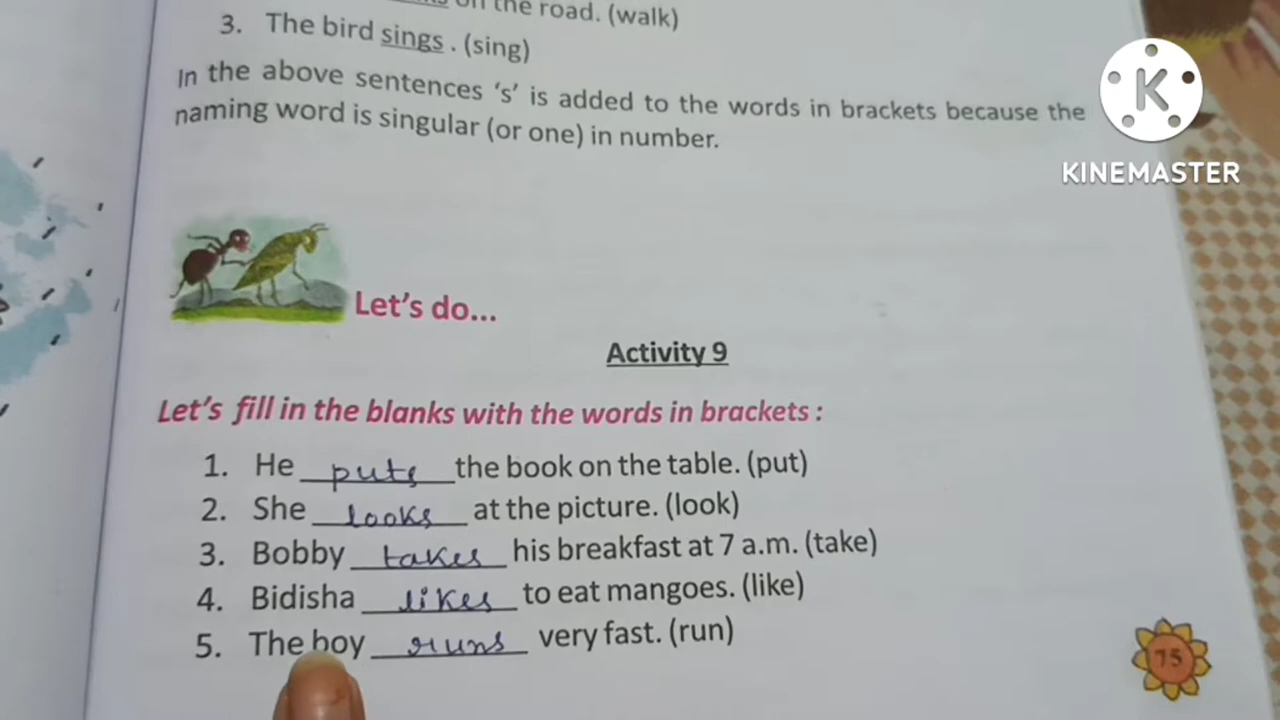 on the road. (walk)
3. The bird sings . (sing)
In the above sentences ‘s’ is added to the words in brackets because the
naming word is singular (or one) in number.
K
KINEMASTER
Let’s do...
Activity 9
Let’s fill in the blanks with the words in brackets :
1. He puts the book on the table. (put)
2. She looks at the picture. (look)
3. Bobby takes his breakfast at 7 a.m. (take)
4. Bidisha likes to eat mangoes. (like)
5. The boy runs very fast. (run)
75